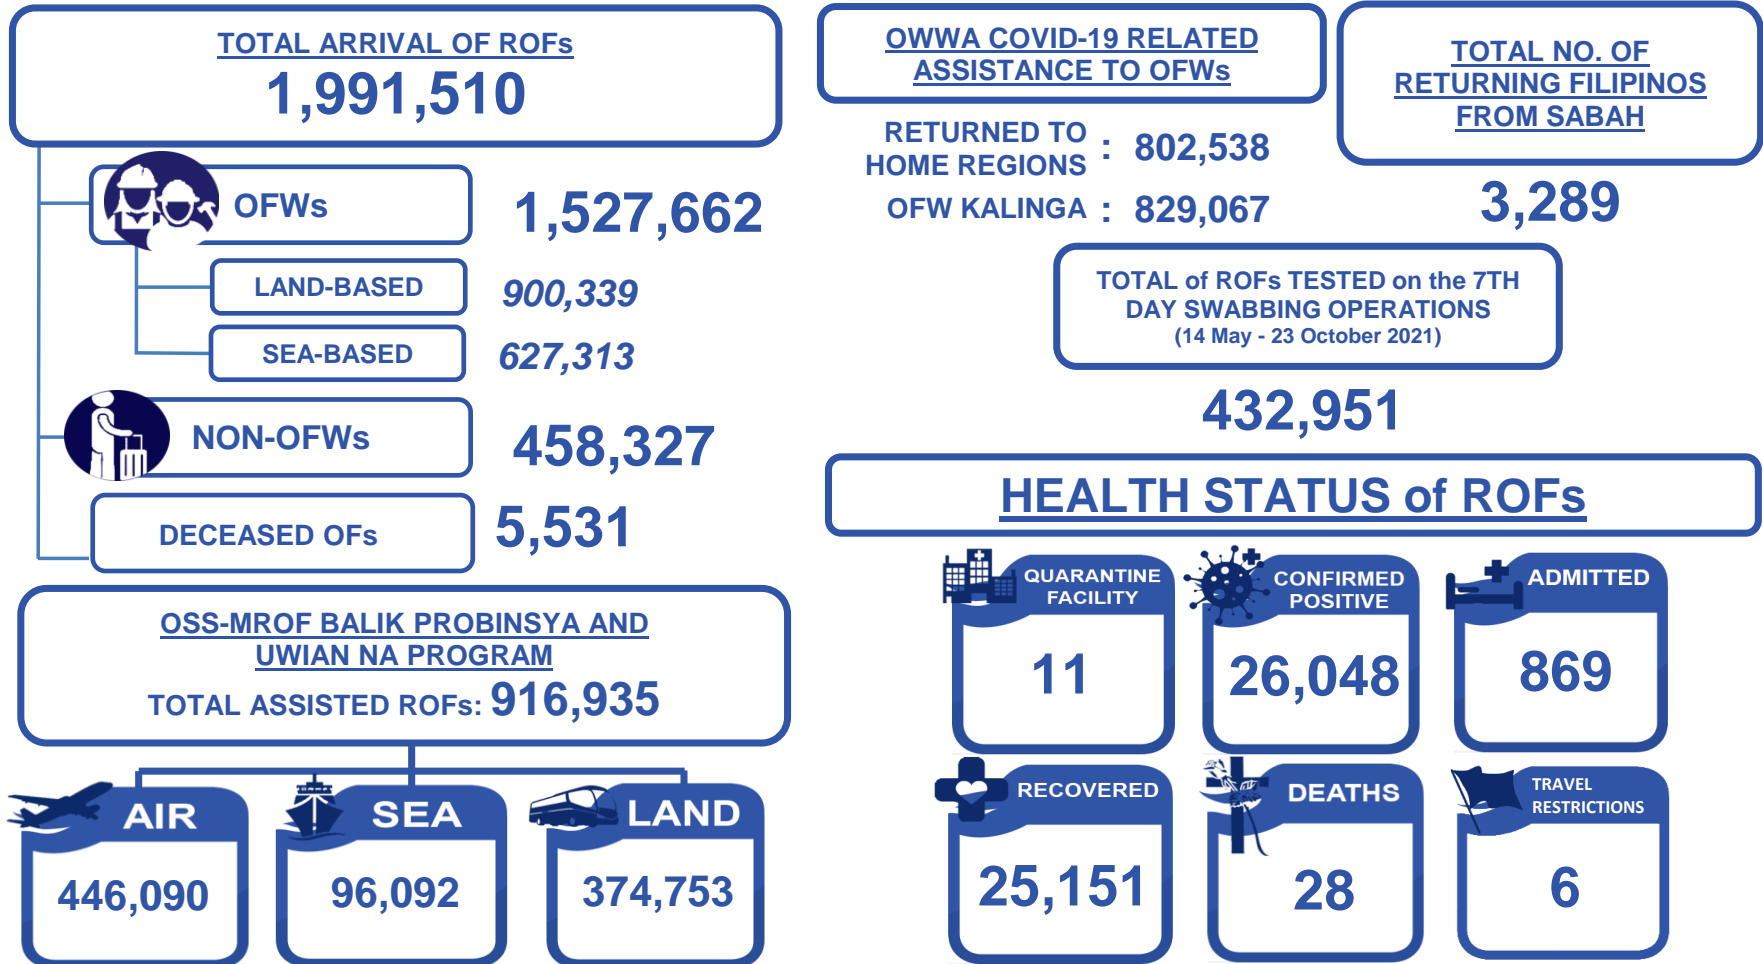 TOTAL ARRIVAL OF ROFs
1,991,510
OFWs
1,527,662
LAND-BASED
900,339
SEA-BASED
627,313
NON-OFWs
458,327
DECEASED OFs
5,531
OSS-MROF BALIK PROBINSYA AND
UWIAN NA PROGRAM
TOTAL ASSISTED ROFs: 916,935
AIR
446,090
SEA
96,092
LAND
374,753
OWWA COVID-19 RELATED
ASSISTANCE TO OFWs
RETURNED TO
HOME REGIONS : 802,538
OFW KALINGA : 829,067
TOTAL NO. OF
RETURNING FILIPINOS
FROM SABAH
3,289
TOTAL of ROFs TESTED on the 7TH
DAY SWABBING OPERATIONS
(14 May - 23 October 2021)
432,951
HEALTH STATUS of ROFs
QUARANTINE
FACILITY
11
CONFIRMED
POSITIVE
26,048
ADMITTED
869
RECOVERED
25,151
DEATHS
28
TRAVEL
RESTRICTIONS
6